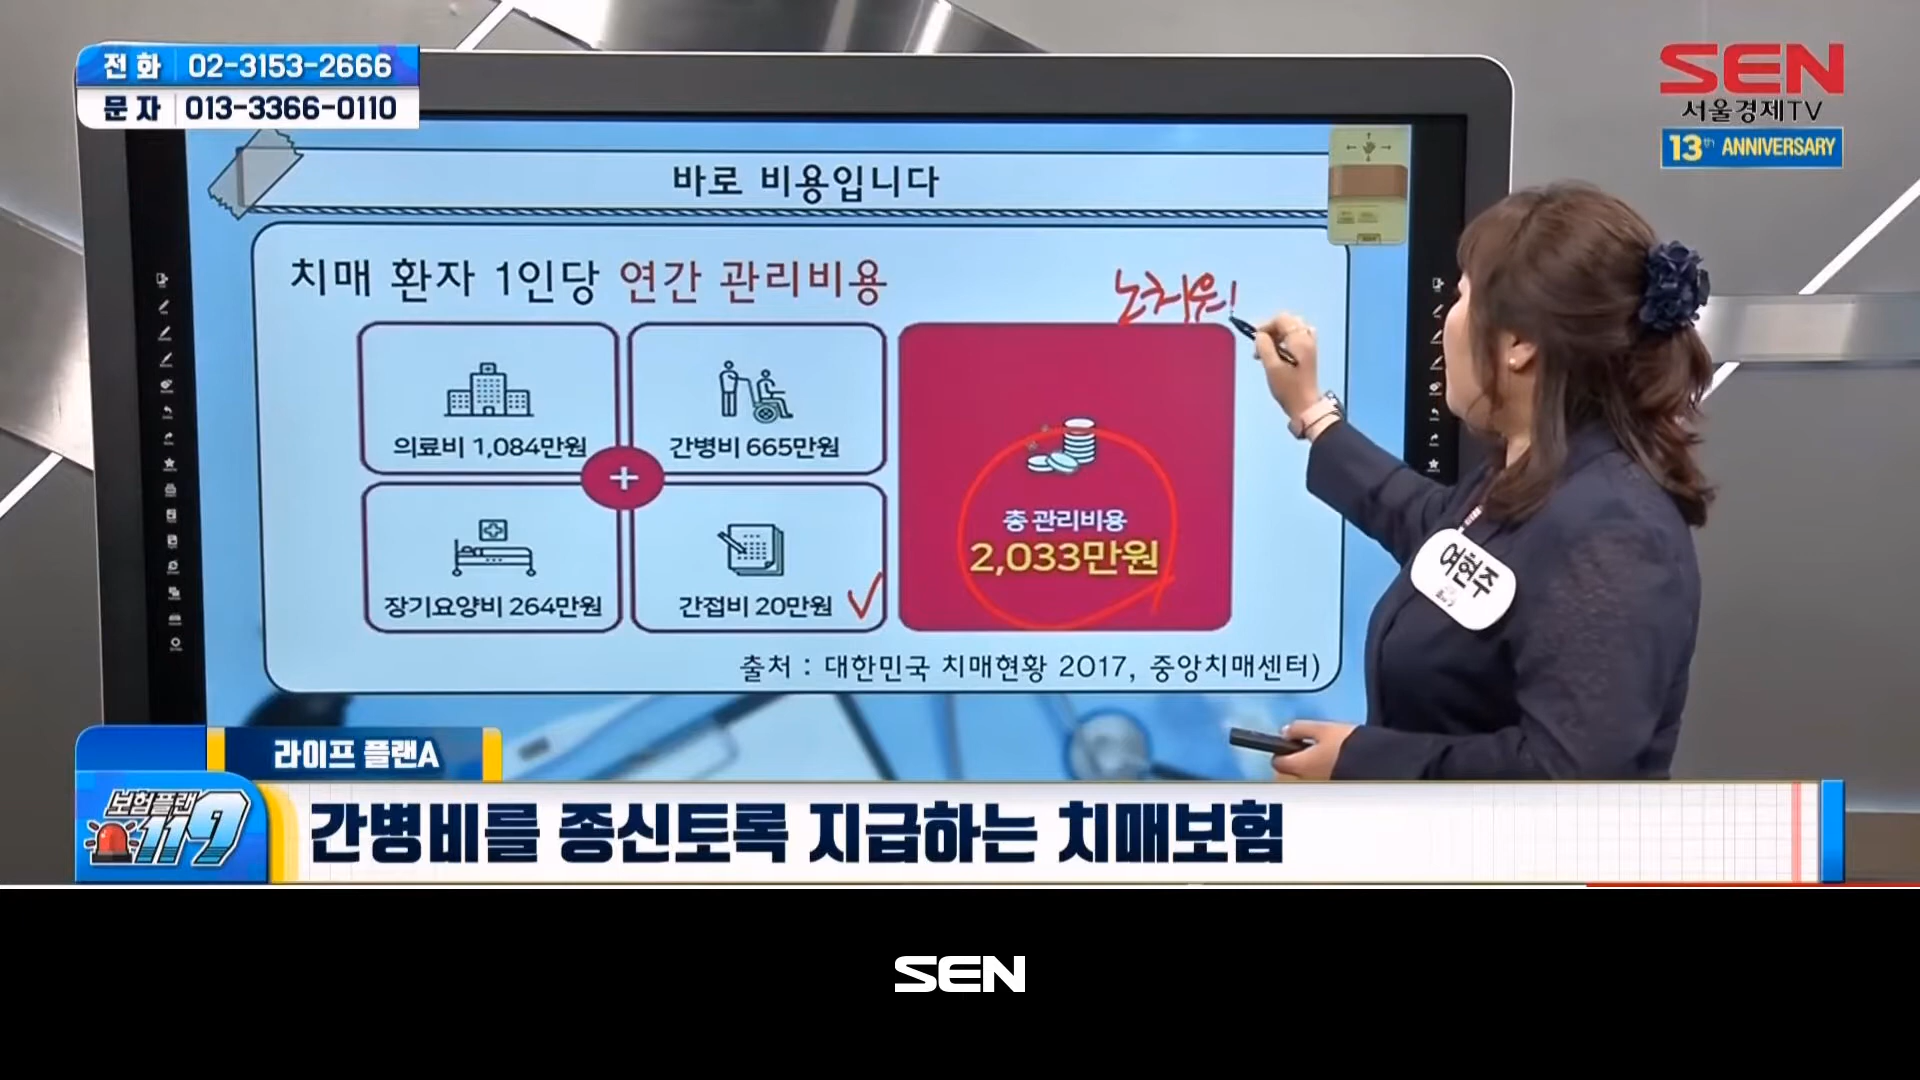 전화 02-3153-2666
문자 013-3366-0110
SEN
서울경제TV
13th ANNIVERSARY
바로 비용입니다
치매 환자 1인당 연간 관리비용
의료비 1,084만원
간병비 665만원
+
장기요양비 264만원
간접비 20만원
총 관리비용
2,033만원
출처 : 대한민국 치매현황 2017, 중앙치매센터)
여현주
라이프 플랜A
보험플랜
119
간병비를 종신토록 지급하는 치매보험
SEN